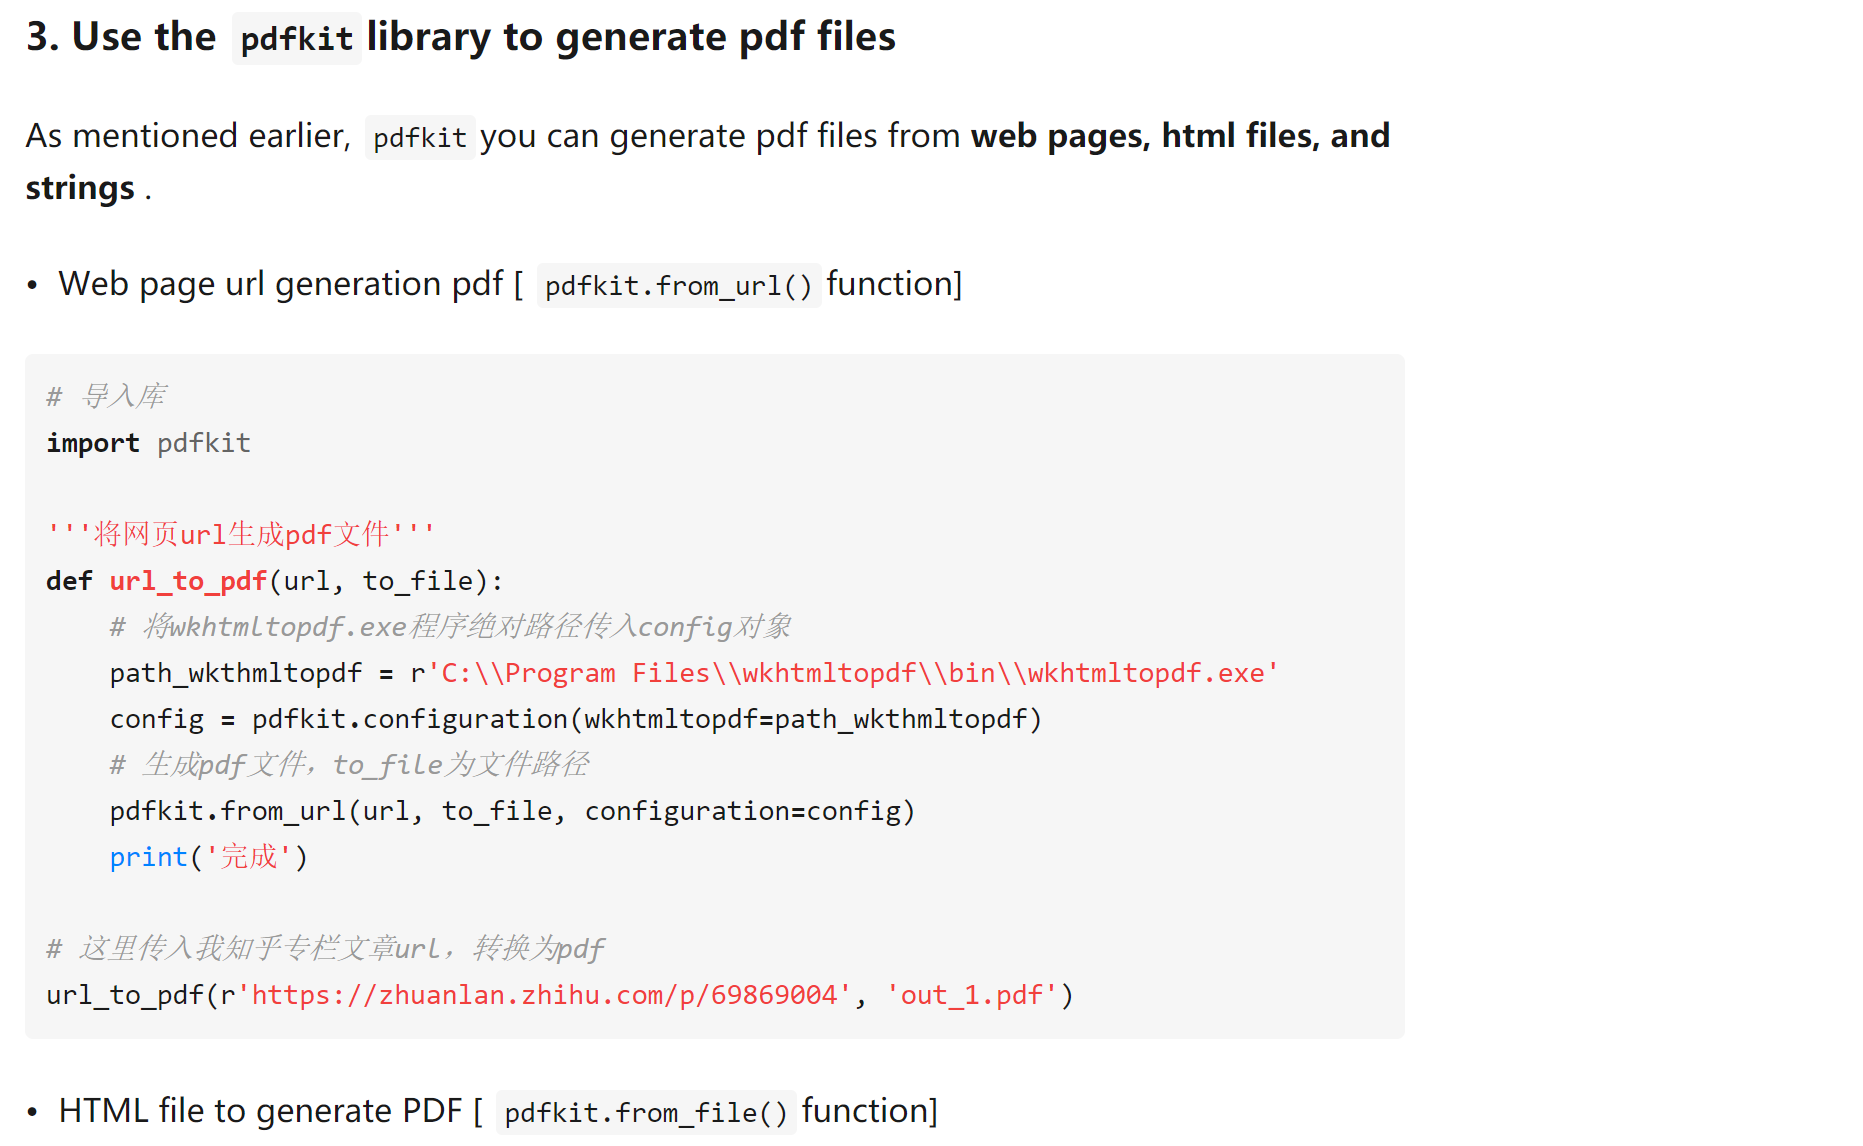 3. Use the pdfkit library to generate pdf files
As mentioned earlier, pdfkit you can generate pdf files from web pages, html files, and
strings .
• Web page url generation pdf [ pdfkit.from_url() function]
# 导入库
import pdfkit
'''将网页url生成pdf文件'''
def url_to_pdf(url, to_file):
    # 将wkhtmltopdf.exe程序绝对路径传入config对象
    path_wkthmltopdf = r'C:\\Program Files\\wkhtmltopdf\\bin\\wkhtmltopdf.exe'
    config = pdfkit.configuration(wkhtmltopdf=path_wkthmltopdf)
    # 生成pdf文件，to_file为文件路径
    pdfkit.from_url(url, to_file, configuration=config)
    print('完成')
# 这里传入我知乎专栏文章url，转换为pdf
url_to_pdf(r'https://zhuanlan.zhihu.com/p/69869004', 'out_1.pdf')
• HTML file to generate PDF [ pdfkit.from_file() function]